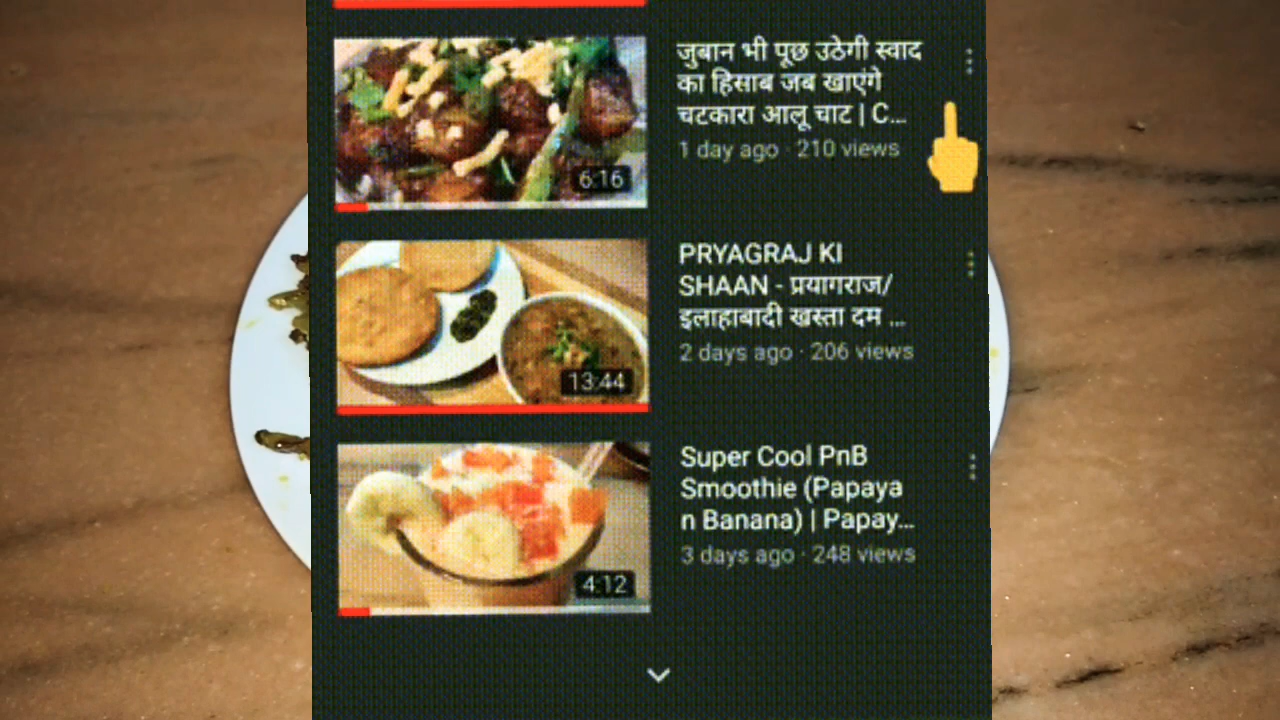 जुबान भी पूछ उठेगी स्वाद
का हिसाब जब खाएंगे
चटकारा आलू चाट | C...
1 day ago · 210 views
6:16
PRYAGRAJ KI
SHAAN - प्रयागराज/
इलाहाबादी खस्ता दम ...
2 days ago · 206 views
13:44
Super Cool PnB
Smoothie (Papaya
n Banana) | Papay...
3 days ago · 248 views
4:12